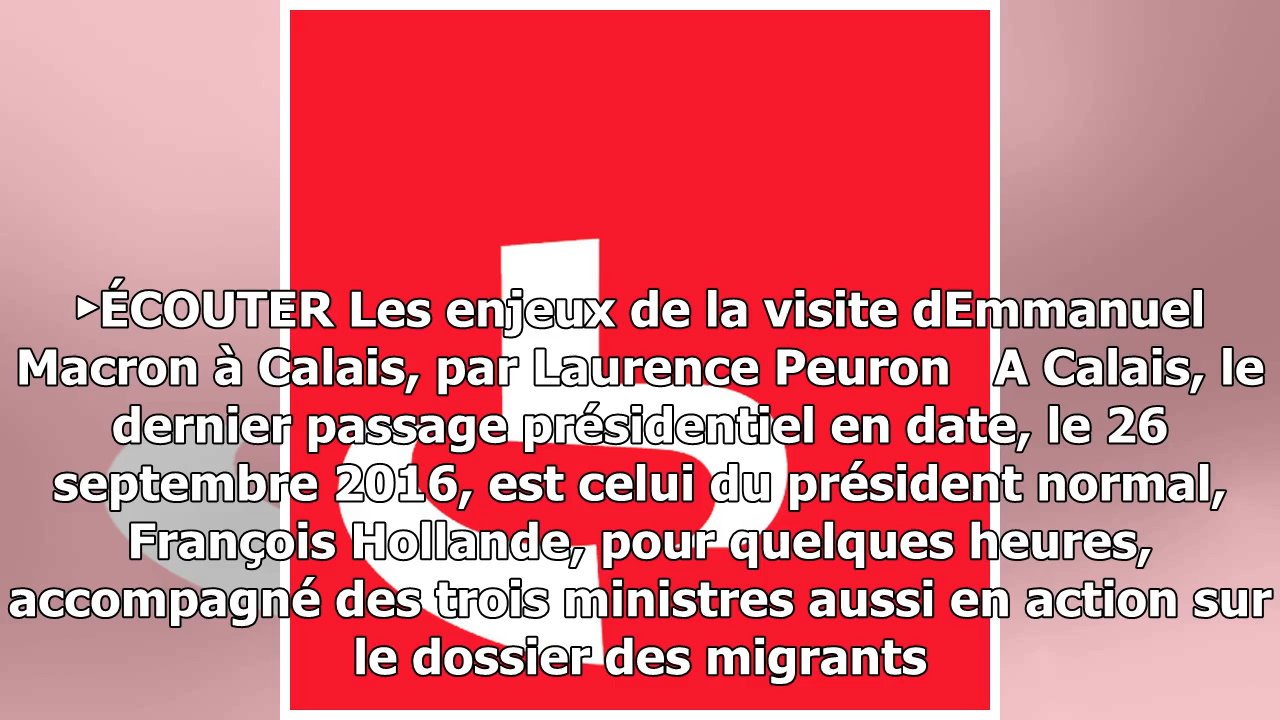 ▶ÉCOUTER Les enjeux de la visite dEmmanuel
Macron à Calais, par Laurence Peuron A Calais, le
dernier passage présidentiel en date, le 26
septembre 2016, est celui du président normal,
François Hollande, pour quelques heures,
accompagné des trois ministres aussi en action sur
le dossier des migrants